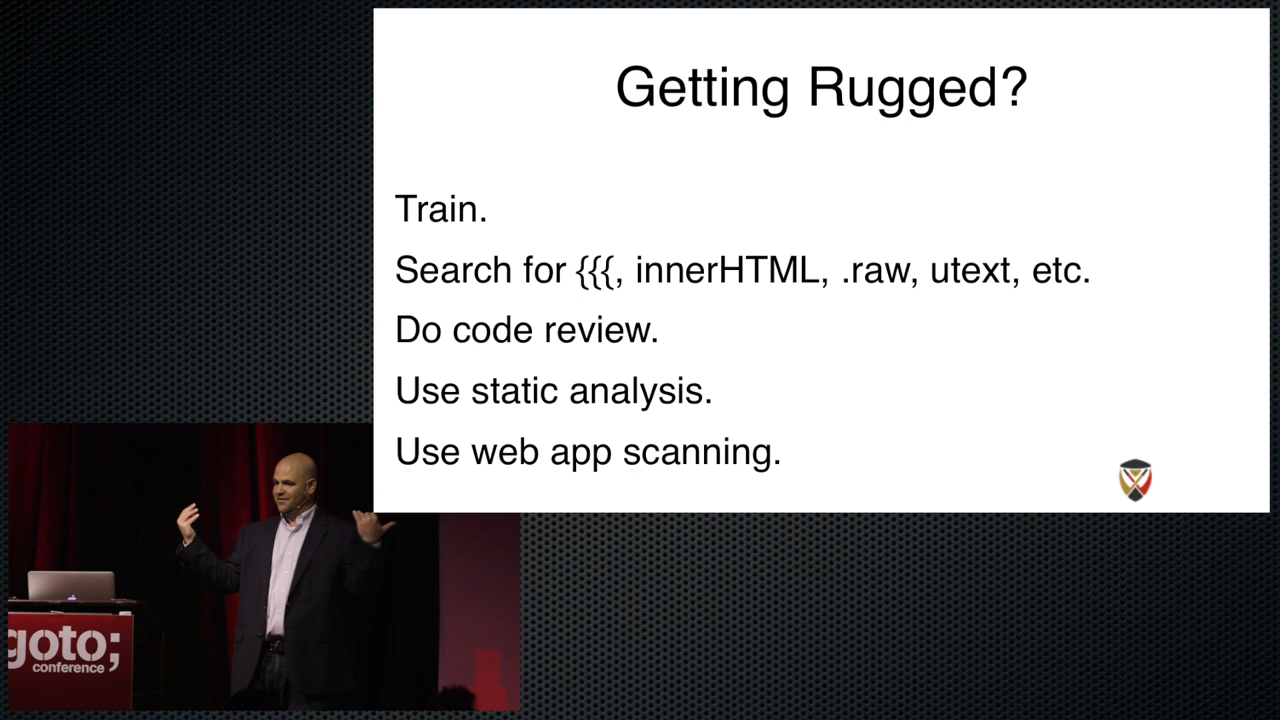 Getting Rugged?
Train.
Search for {{{, innerHTML, .raw, utext, etc.
Do code review.
Use static analysis.
Use web app scanning.
goto;
conference